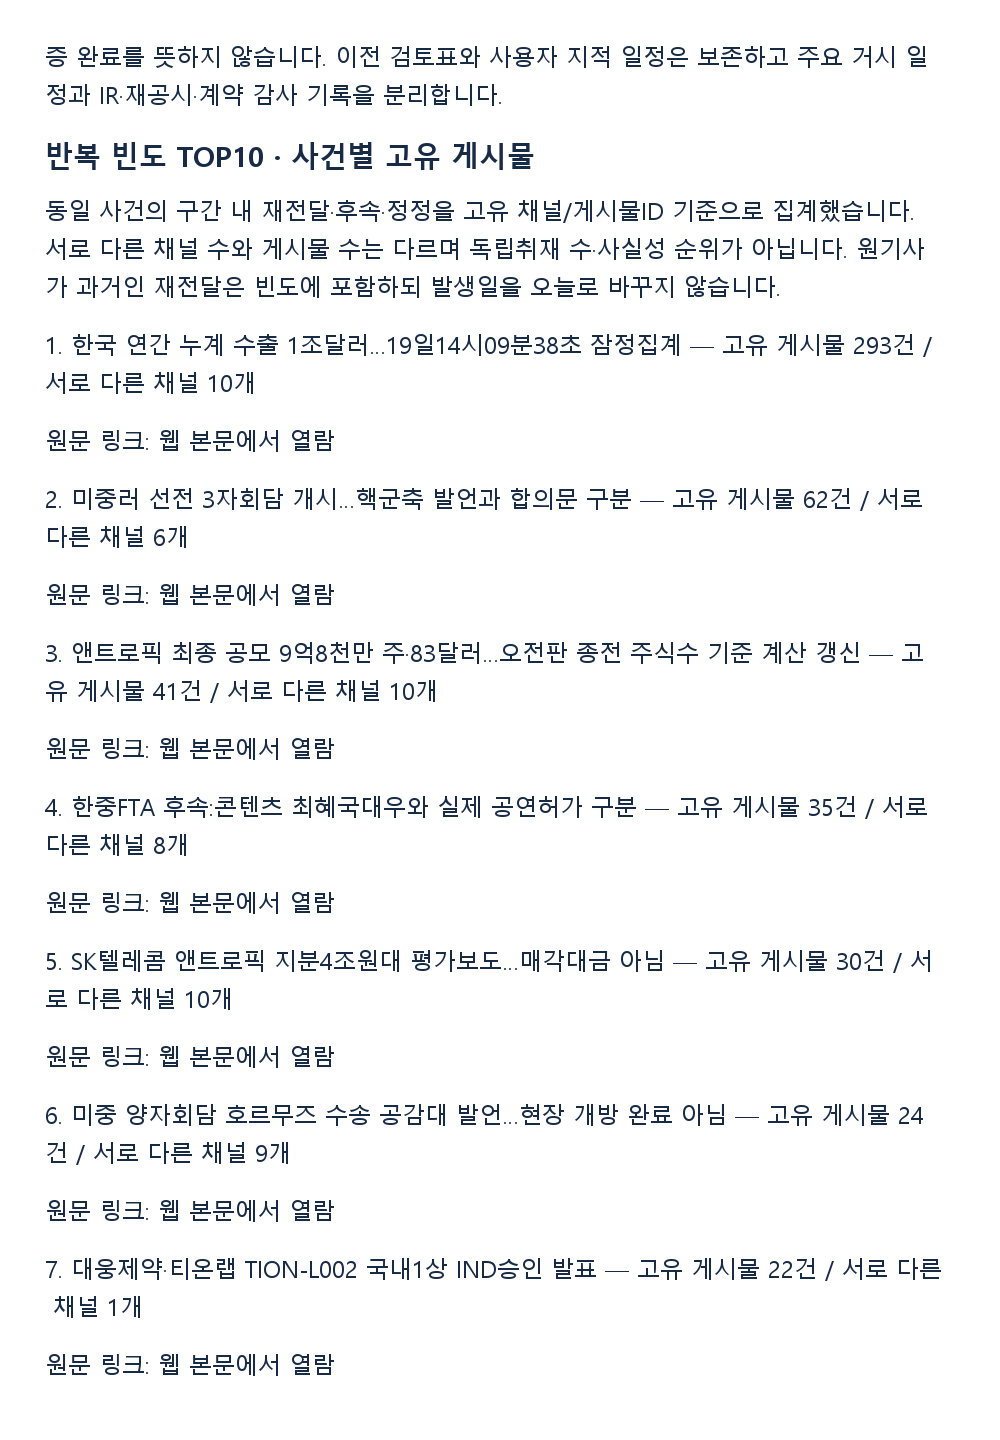 증 완료를 뜻하지 않습니다. 이전 검토표와 사용자 지적 일정은 보존하고 주요 거시 일
정과 IR·재공시·계약 감사 기록을 분리합니다.
반복 빈도 TOP10 · 사건별 고유 게시물
동일 사건의 구간 내 재전달·후속·정정을 고유 채널/게시물ID 기준으로 집계했습니다.
서로 다른 채널 수와 게시물 수는 다르며 독립취재 수·사실성 순위가 아닙니다. 원기사
가 과거인 재전달은 빈도에 포함하되 발생일을 오늘로 바꾸지 않습니다.
1. 한국 연간 누계 수출 1조달러…19일14시09분38초 잠정집계 — 고유 게시물 293건 /
서로 다른 채널 10개
원문 링크: 웹 본문에서 열람
2. 미중러 선전 3자회담 개시…핵군축 발언과 합의문 구분 — 고유 게시물 62건 / 서로
다른 채널 6개
원문 링크: 웹 본문에서 열람
3. 앤트로픽 최종 공모 9억8천만 주·83달러…오전판 종전 주식수 기준 계산 갱신 — 고
유 게시물 41건 / 서로 다른 채널 10개
원문 링크: 웹 본문에서 열람
4. 한중FTA 후속:콘텐츠 최혜국대우와 실제 공연허가 구분 — 고유 게시물 35건 / 서로
다른 채널 8개
원문 링크: 웹 본문에서 열람
5. SK텔레콤 앤트로픽 지분4조원대 평가보도…매각대금 아님 — 고유 게시물 30건 / 서
로 다른 채널 10개
원문 링크: 웹 본문에서 열람
6. 미중 양자회담 호르무즈 수송 공감대 발언…현장 개방 완료 아님 — 고유 게시물 24
건 / 서로 다른 채널 9개
원문 링크: 웹 본문에서 열람
7. 대웅제약·티온랩 TION-L002 국내1상 IND승인 발표 — 고유 게시물 22건 / 서로 다른
채널 1개
원문 링크: 웹 본문에서 열람